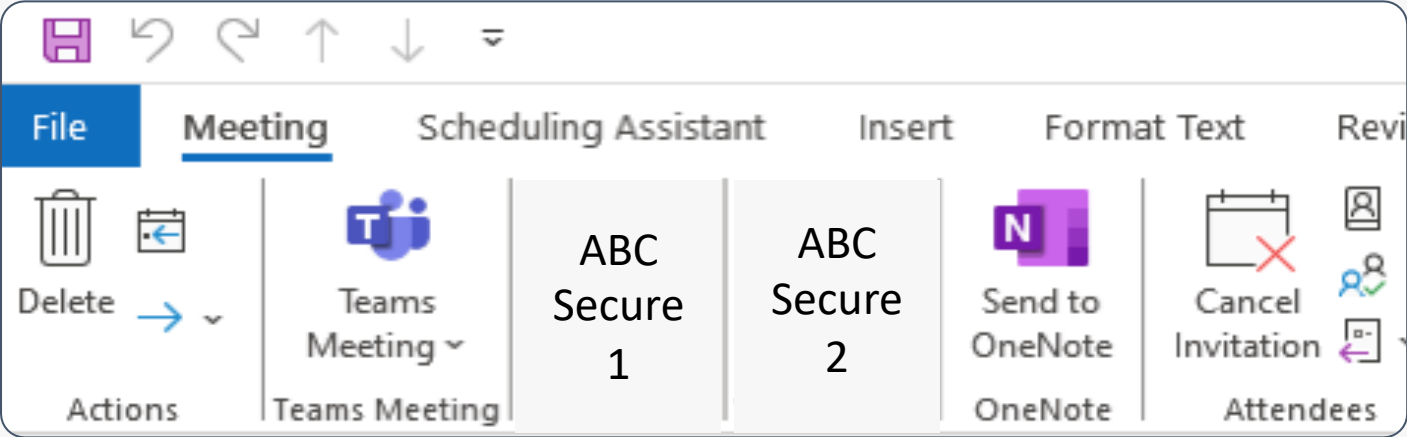 File
Meeting
Scheduling Assistant
Insert
Format Text
Revi
Delete
Teams
Meeting
ABC
Secure
1
ABC
Secure
2
Send to
OneNote
Cancel
Invitation
Actions
Teams Meeting
OneNote
Attendees